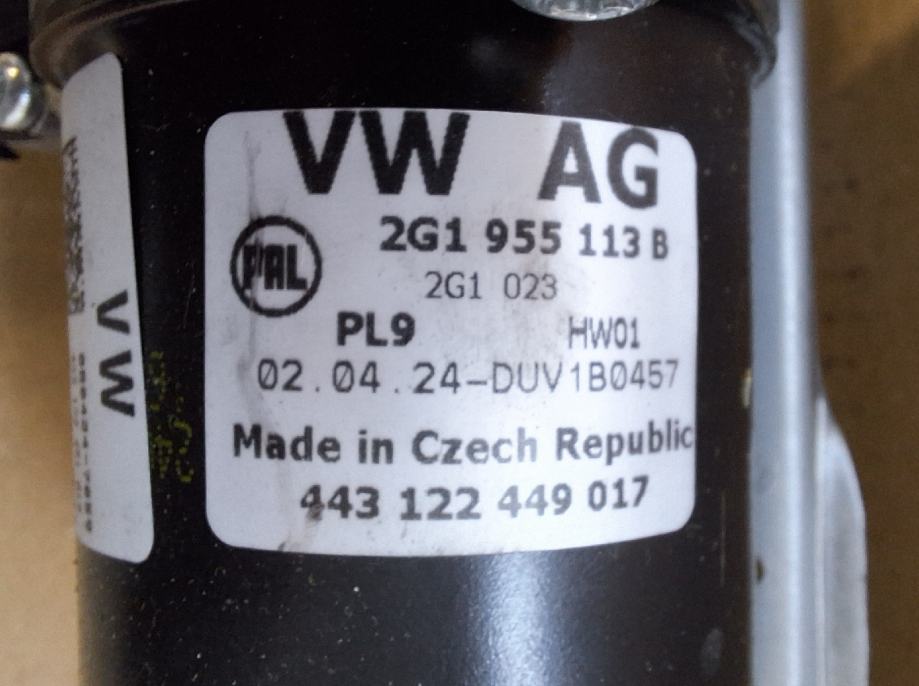 VW AG
2G1 955 113 B
PAL
2G1 023
PL9 HW01
02.04.24-DUV1B0457
Made in Czech Republic
443 122 449 017
VW